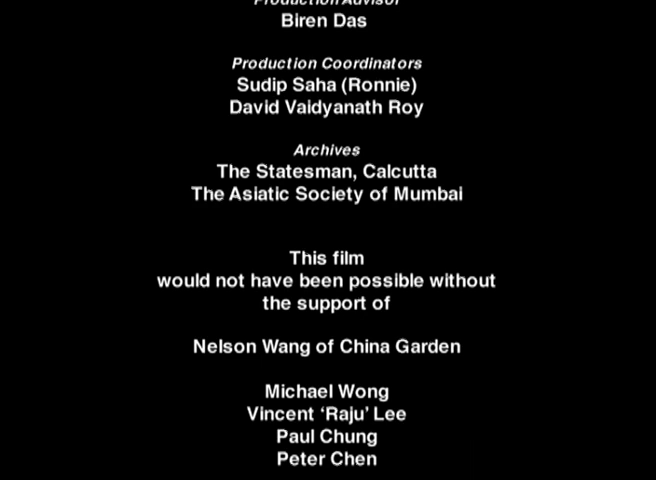 Production Advisor
Biren Das
Production Coordinators
Sudip Saha (Ronnie)
David Vaidyanath Roy
Archives
The Statesman, Calcutta
The Asiatic Society of Mumbai
This film
would not have been possible without
the support of
Nelson Wang of China Garden
Michael Wong
Vincent ‘Raju’ Lee
Paul Chung
Peter Chen